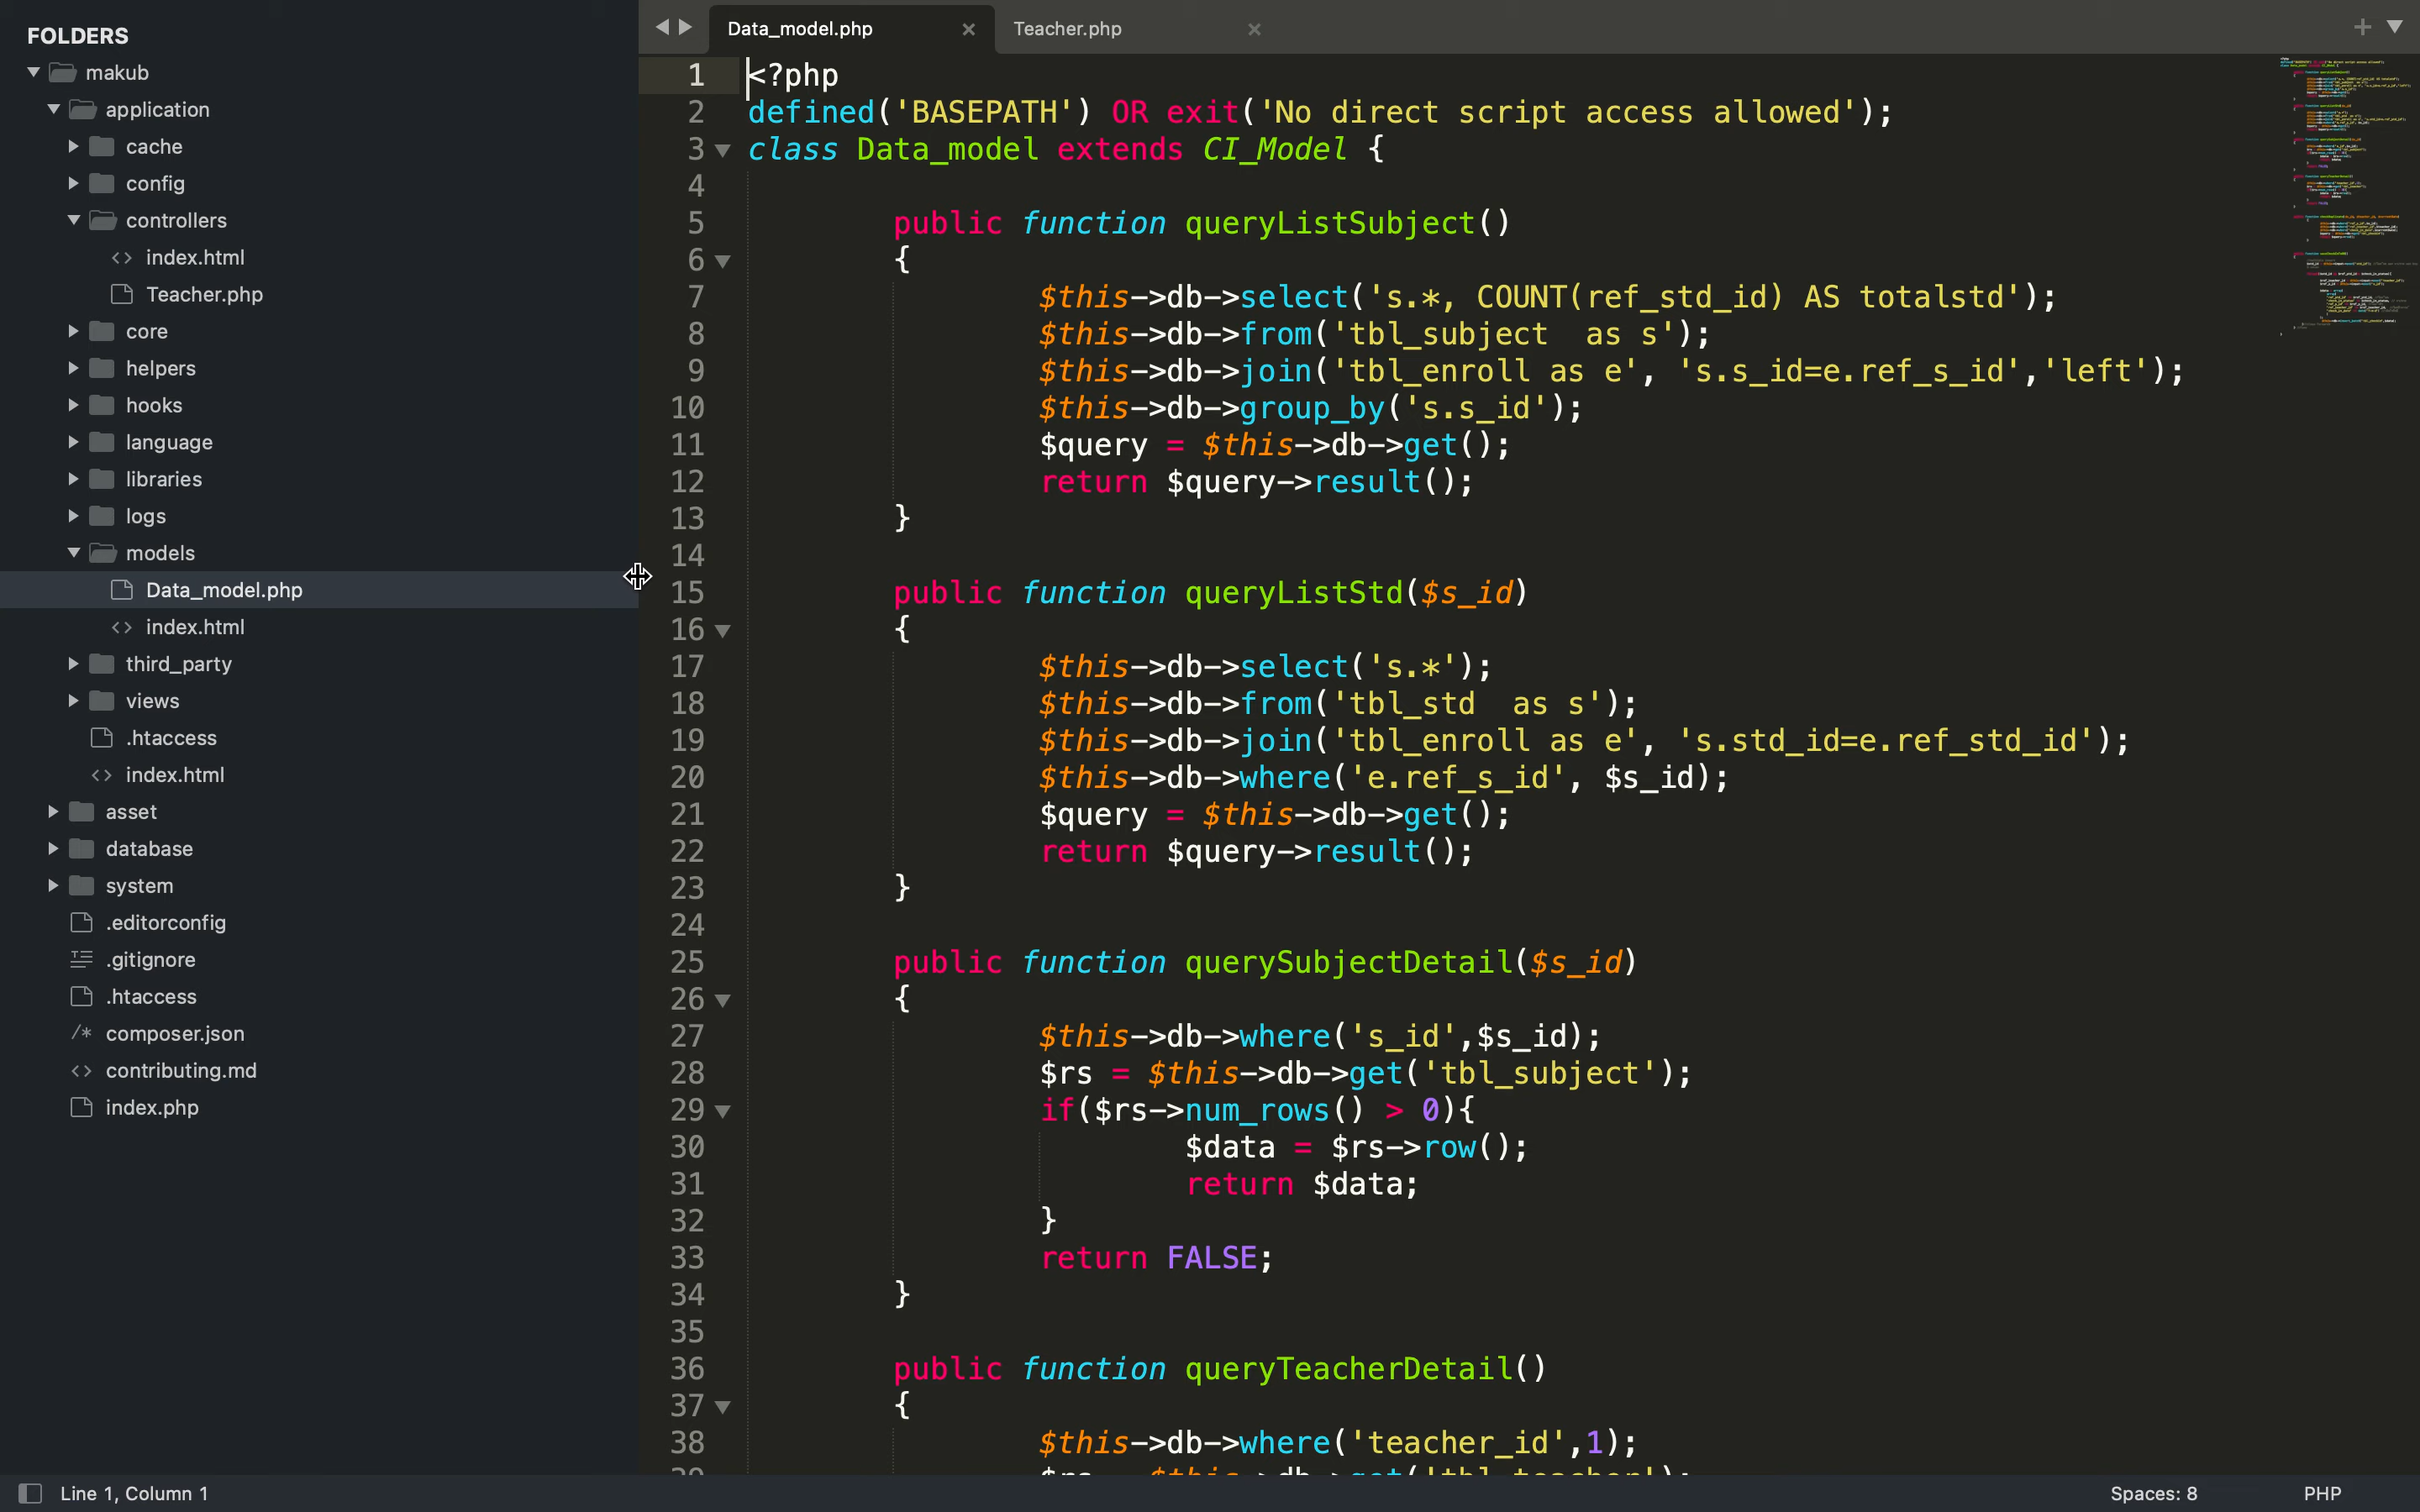 FOLDERS
makub
application
cache
config
controllers
<> index.html
Teacher.php
core
helpers
hooks
language
libraries
logs
models
Data_model.php
<> index.html
third_party
views
.htaccess
<> index.html
asset
database
system
.editorconfig
.gitignore
.htaccess
/* composer.json
<> contributing.md
index.php
Data_model.php ×
Teacher.php ×
1 <?php
2 defined('BASEPATH') OR exit('No direct script access allowed');
3 class Data_model extends CI_Model {
4
5 public function queryListSubject()
6 {
7 $this->db->select('s.*, COUNT(ref_std_id) AS totalstd');
8 $this->db->from('tbl_subject  as s');
9 $this->db->join('tbl_enroll as e', 's.s_id=e.ref_s_id','left');
10 $this->db->group_by('s.s_id');
11 $query = $this->db->get();
12 return $query->result();
13 }
14
15 public function queryListStd($s_id)
16 {
17 $this->db->select('s.*');
18 $this->db->from('tbl_std  as s');
19 $this->db->join('tbl_enroll as e', 's.std_id=e.ref_std_id');
20 $this->db->where('e.ref_s_id', $s_id);
21 $query = $this->db->get();
22 return $query->result();
23 }
24
25 public function querySubjectDetail($s_id)
26 {
27 $this->db->where('s_id',$s_id);
28 $rs = $this->db->get('tbl_subject');
29 if($rs->num_rows() > 0){
30 $data = $rs->row();
31 return $data;
32 }
33 return FALSE;
34 }
35
36 public function queryTeacherDetail()
37 {
38 $this->db->where('teacher_id',1);
Line 1, Column 1
Spaces: 8
PHP